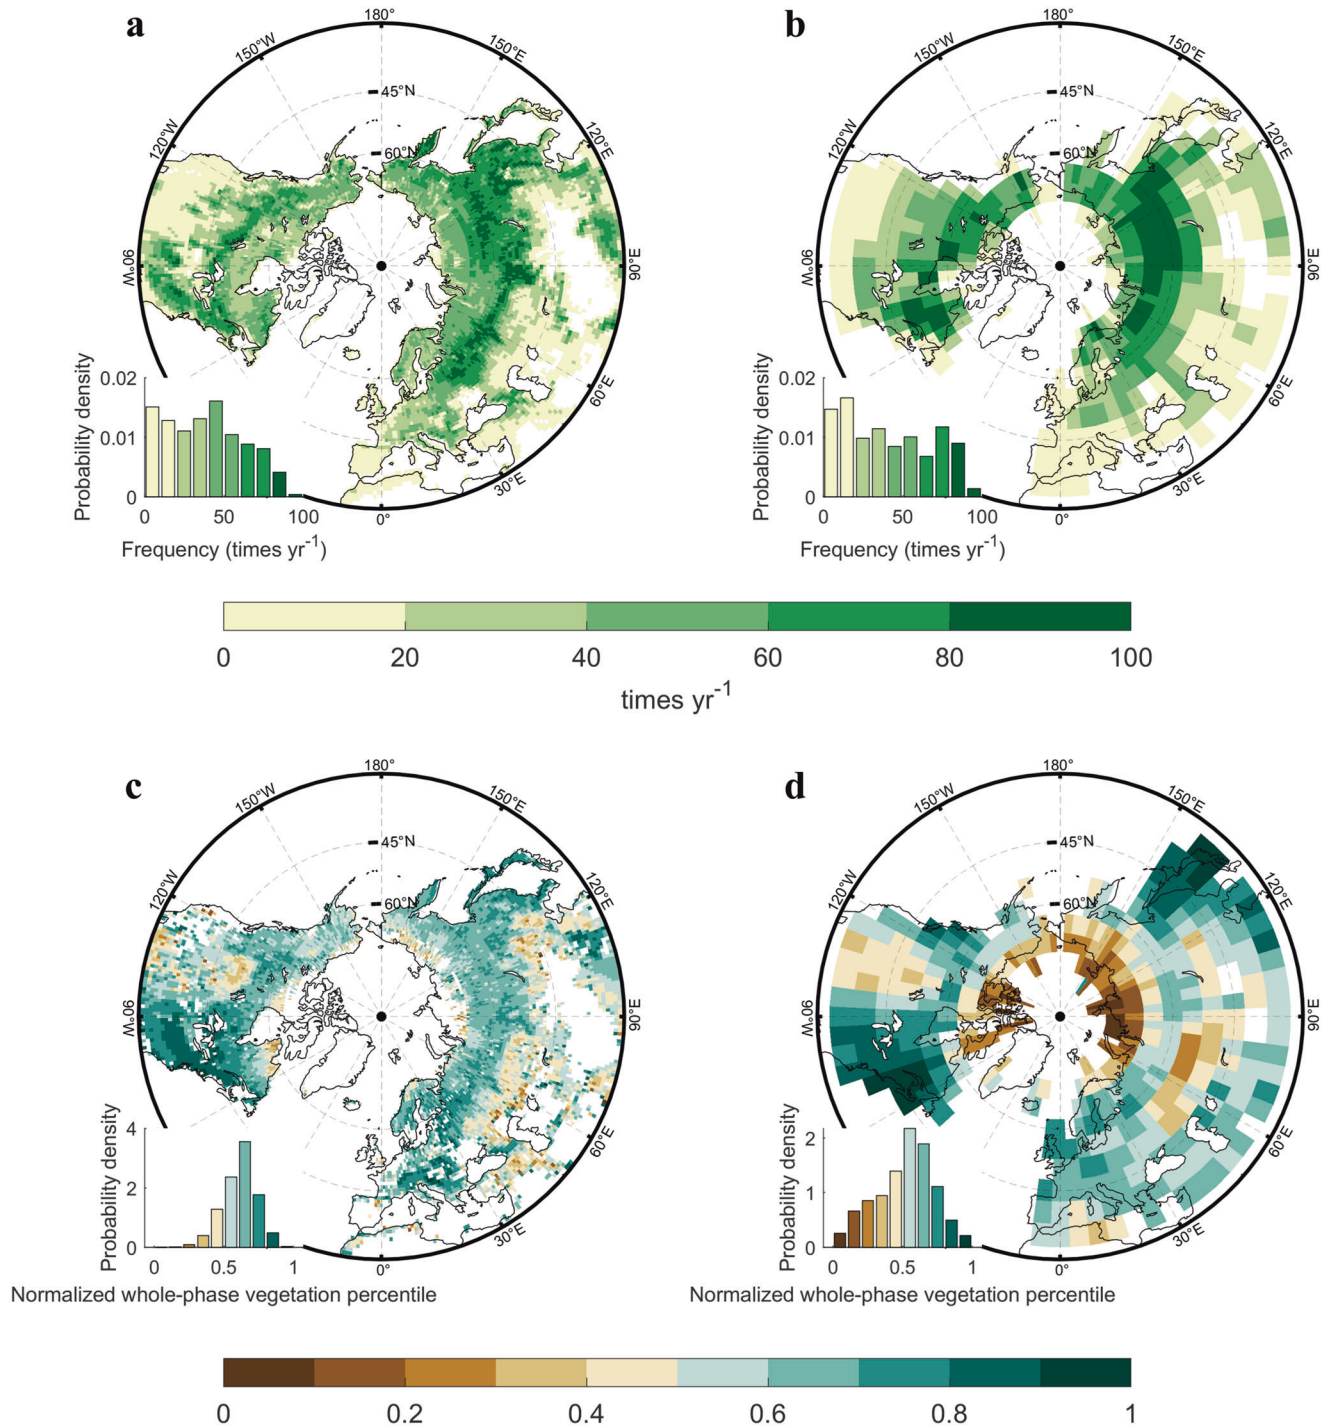 a
180°
150°W
150°E
45°N
120°W
120°E
60°N
90°W
90°E
60°E
30°E
0°
Probability density
0.02
0.01
0
0
50
100
Frequency (times yr-1)
b
180°
150°W
150°E
45°N
120°W
120°E
60°N
90°W
90°E
60°E
30°E
0°
Probability density
0.02
0.01
0
0
50
100
Frequency (times yr-1)
0 20 40 60 80 100
times yr-1
c
180°
150°W
150°E
45°N
120°W
120°E
60°N
90°W
90°E
60°E
30°E
0°
Probability density
4
2
0
0
0.5
1
Normalized whole-phase vegetation percentile
d
180°
150°W
150°E
45°N
120°W
120°E
60°N
90°W
90°E
60°E
30°E
0°
Probability density
2
1
0
0
0.5
1
Normalized whole-phase vegetation percentile
0 0.2 0.4 0.6 0.8 1